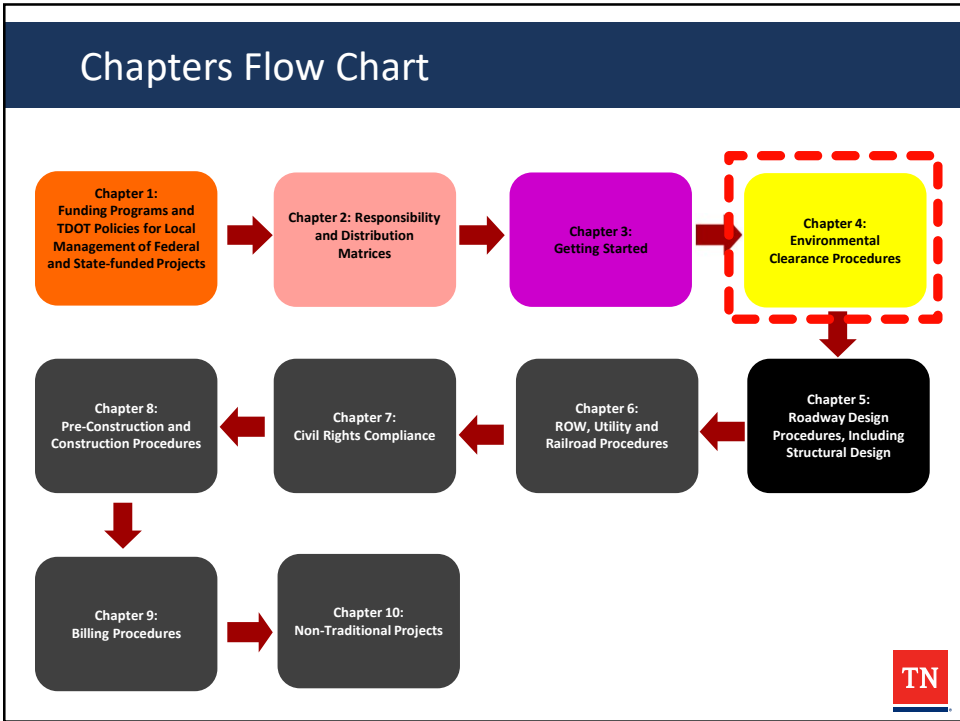 Chapters Flow Chart
Chapter 1:
Funding Programs and
TDOT Policies for Local
Management of Federal
and State-funded Projects
Chapter 2: Responsibility
and Distribution
Matrices
Chapter 3:
Getting Started
Chapter 4:
Environmental
Clearance Procedures
Chapter 5:
Roadway Design
Procedures, Including
Structural Design
Chapter 6:
ROW, Utility and
Railroad Procedures
Chapter 7:
Civil Rights Compliance
Chapter 8:
Pre-Construction and
Construction Procedures
Chapter 9:
Billing Procedures
Chapter 10:
Non-Traditional Projects
TN